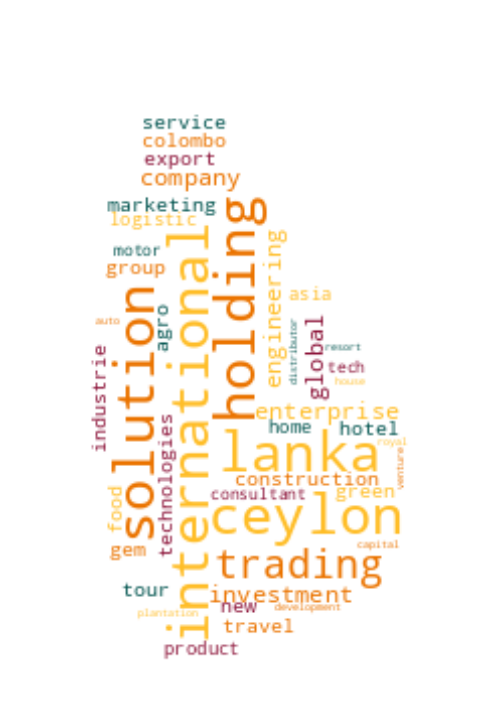 service
colombo
export
company
marketing
logistic
holding
international
engineering
motor
group
asia
solution
agro
auto
global
distributor
industrie
resort
tech
house
enterprise
home
hotel
lanka
royal
technologies
venture
construction
consultant
green
food
ceylon
gem
capital
trading
tour
investment
new
development
plantation
travel
product